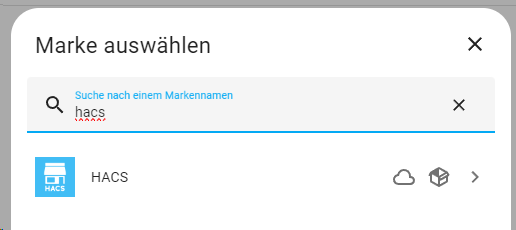 Marke auswählen
Suche nach einem Markennamen
hacs
HACS
HACS